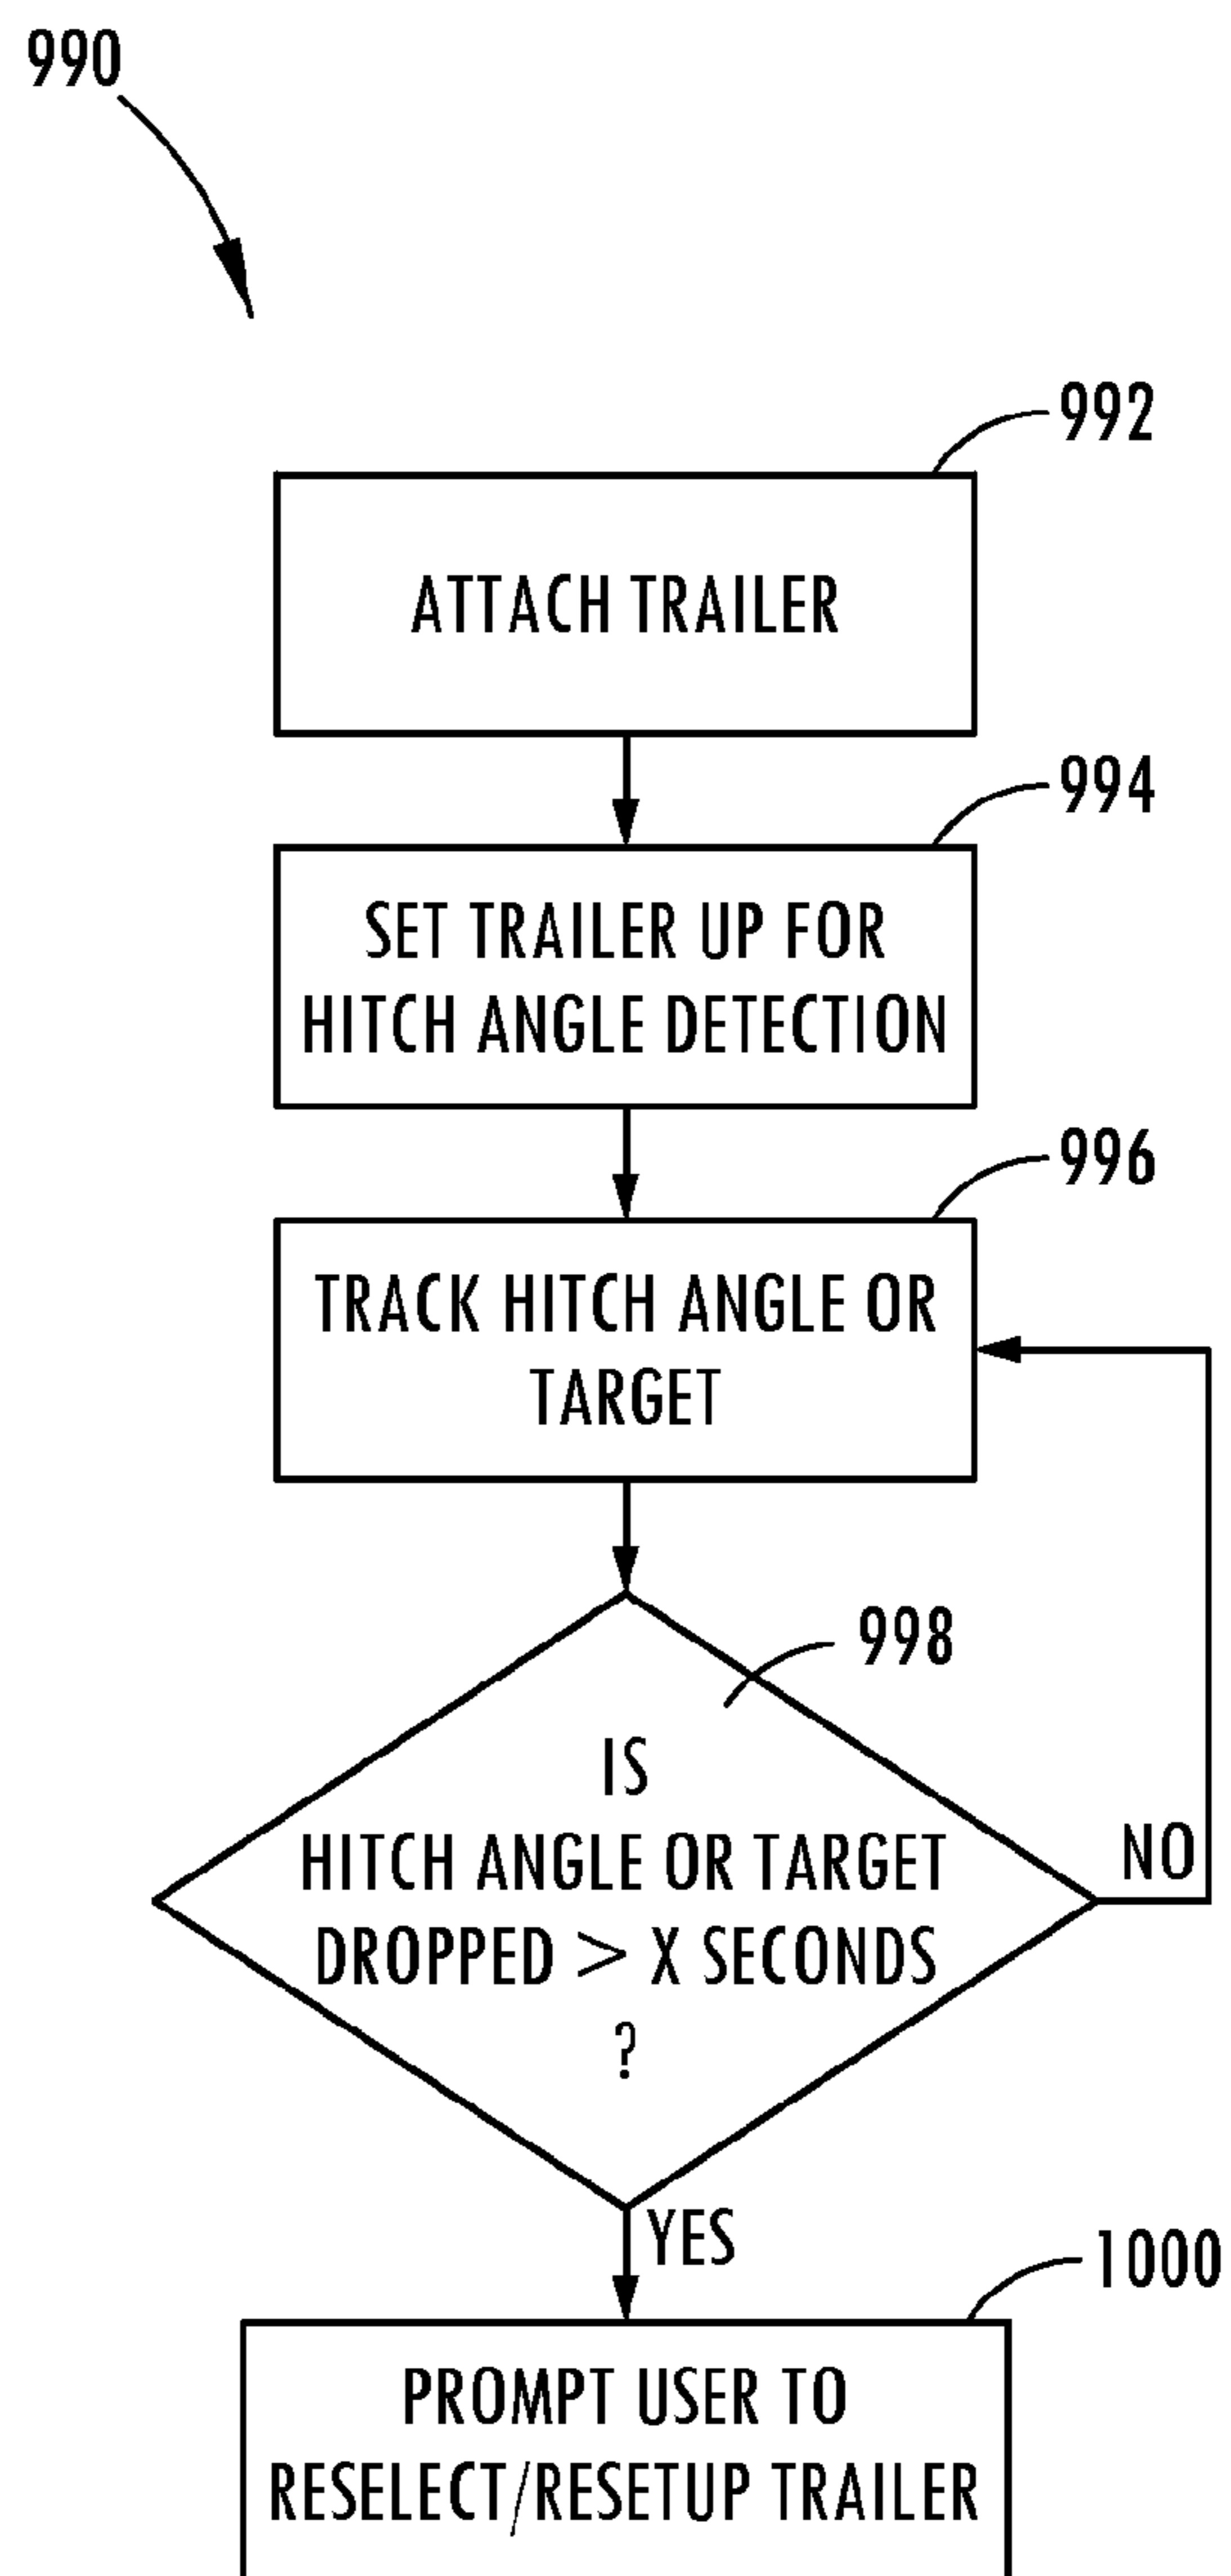 990
992
ATTACH TRAILER
994
SET TRAILER UP FOR
HITCH ANGLE DETECTION
996
TRACK HITCH ANGLE OR
TARGET
998
IS
HITCH ANGLE OR TARGET
DROPPED > X SECONDS
?
NO
YES
1000
PROMPT USER TO
RESELECT/RESETUP TRAILER